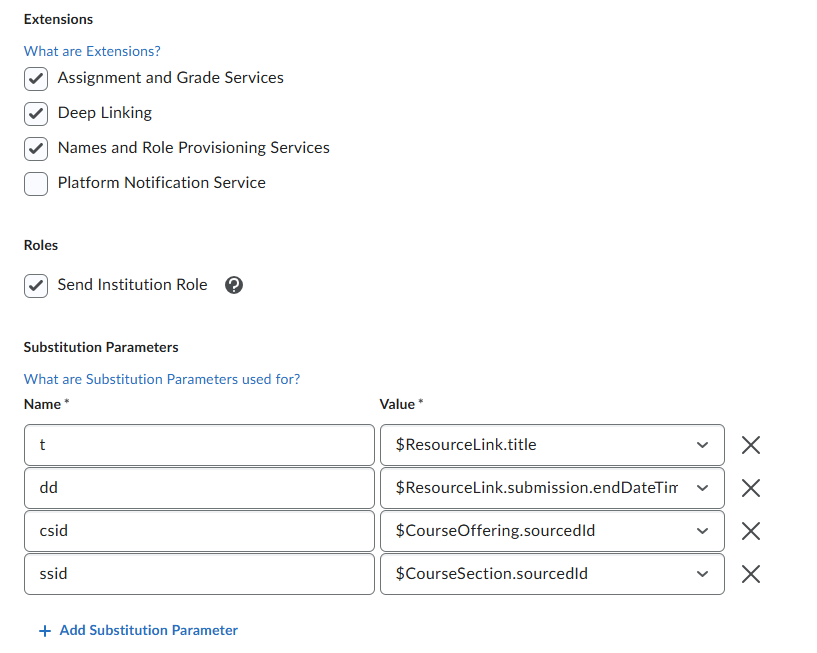 Extensions
What are Extensions?
Assignment and Grade Services
Deep Linking
Names and Role Provisioning Services
Platform Notification Service
Roles
Send Institution Role ?
Substitution Parameters
What are Substitution Parameters used for?
Name * Value *
t $ResourceLink.title
dd $ResourceLink.submission.endDateTim
csid $CourseOffering.sourcedId
ssid $CourseSection.sourcedId
+ Add Substitution Parameter